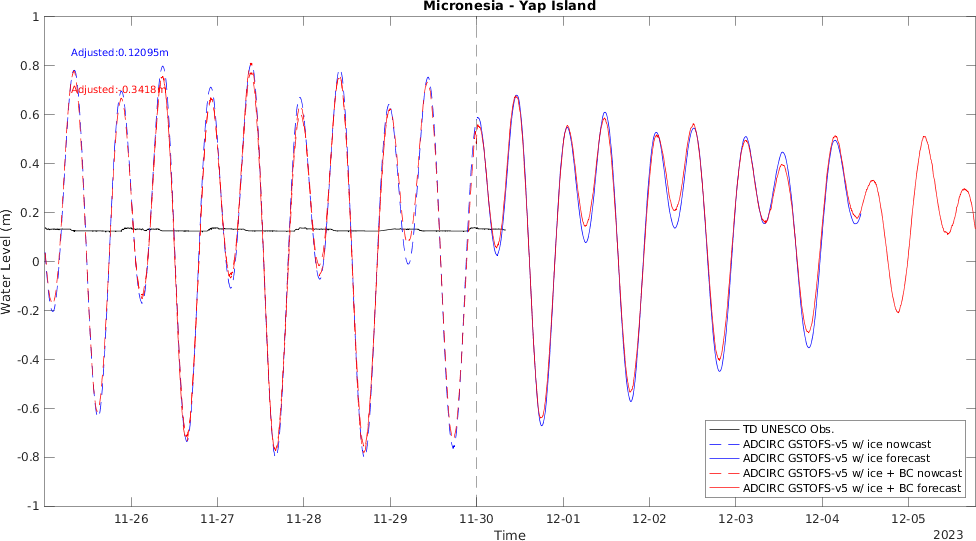 Micronesia - Yap Island
Adjusted:0.12095m
Adjusted:-0.3418m
Water Level (m)
1
0.8
0.6
0.4
0.2
0
-0.2
-0.4
-0.6
-0.8
-1
TD UNESCO Obs.
ADCIRC GSTOFS-v5 w/ ice nowcast
ADCIRC GSTOFS-v5 w/ ice forecast
ADCIRC GSTOFS-v5 w/ ice + BC nowcast
ADCIRC GSTOFS-v5 w/ ice + BC forecast
11-26 11-27 11-28 11-29 11-30 12-01 12-02 12-03 12-04 12-05
Time
2023